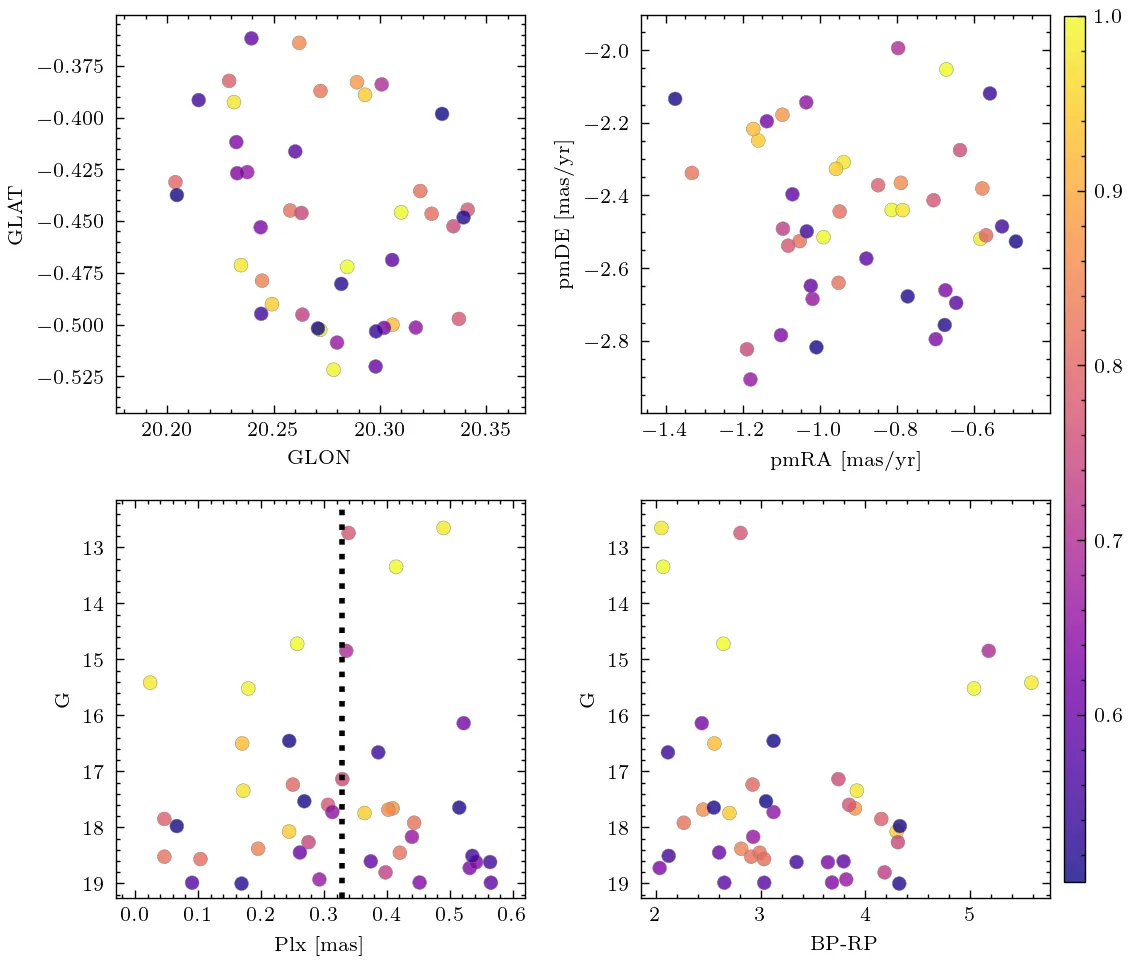 −0.375
−0.400
−0.425
−0.450
−0.475
−0.500
−0.525
GLAT
20.20 20.25 20.30 20.35
GLON
−2.0
−2.2
−2.4
−2.6
−2.8
pmDE [mas/yr]
−1.4 −1.2 −1.0 −0.8 −0.6
pmRA [mas/yr]
13
14
15
16
17
18
19
G
0.0 0.1 0.2 0.3 0.4 0.5 0.6
Plx [mas]
13
14
15
16
17
18
19
G
2 3 4 5
BP-RP
1.0
0.9
0.8
0.7
0.6